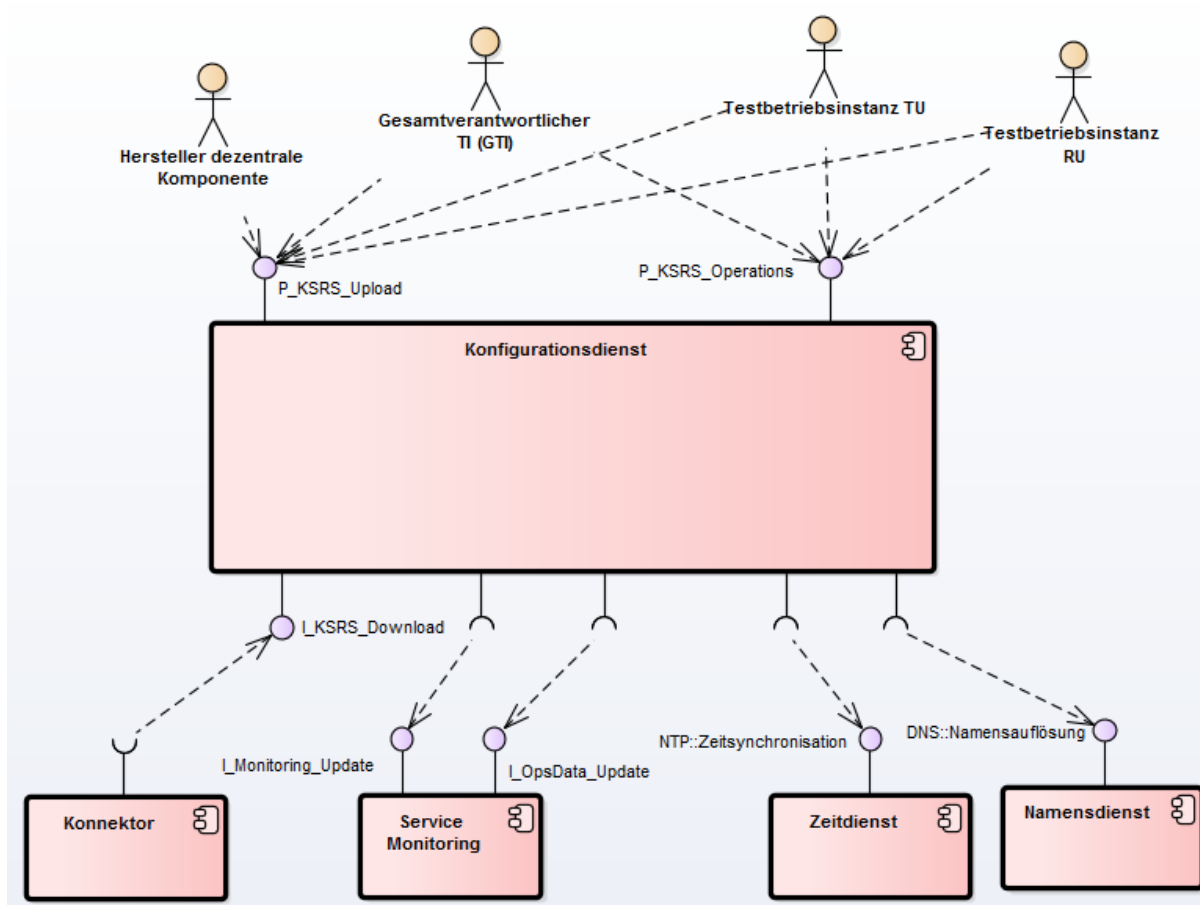 Hersteller dezentrale
Komponente
Gesamtverantwortlicher
TI (GTI)
Testbetriebsinstanz TU
Testbetriebsinstanz
RU
P_KSRS_Upload
P_KSRS_Operations
Konfigurationsdienst
I_KSRS_Download
I_Monitoring_Update
I_OpsData_Update
NTP::Zeitsynchronisation
DNS::Namensauflösung
Konnektor
Service
Monitoring
Zeitdienst
Namensdienst